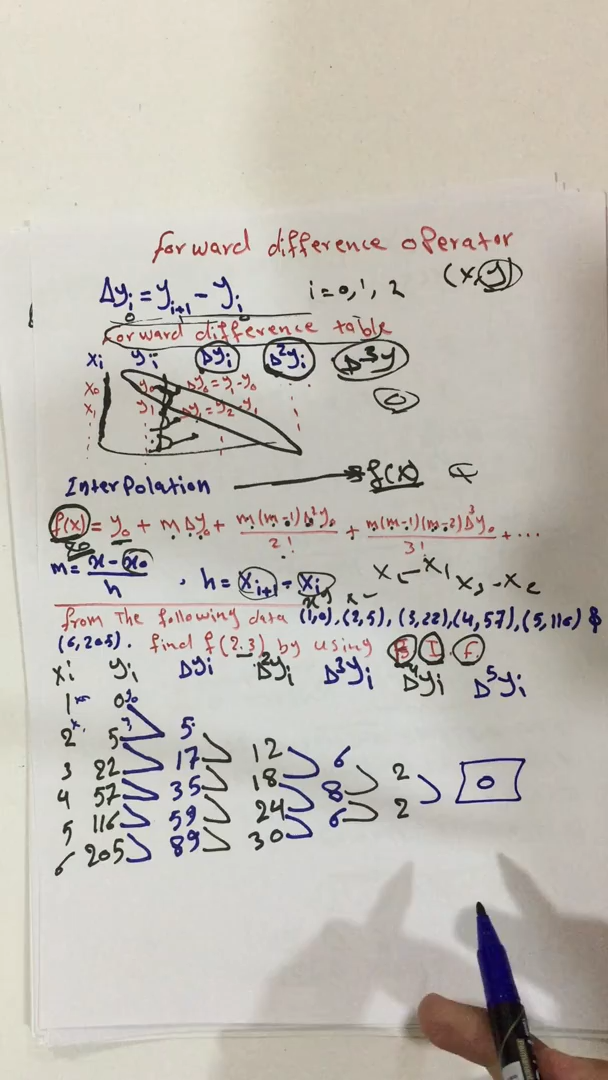 forward difference operator
(x,y)
Δy_i = y_{i+1} - y_i   i=0,1,2
forward difference table
x_i y_i Δy_i Δ²y_i Δ³y
x_0 y_0 Δy_0 = y_1 - y_0
x_1 y_1 Δy_1 = y_2 - y_1
0
Interpolation → f(x)
f(x) = y_0 + mΔy_0 + m(m-1)Δ²y_0/2! + m(m-1)(m-2)Δ³y_0/3! + ...
m = x - x_0 / h , h = x_{i+1} - x_i
from the following data (1,0),(2,5),(3,22),(4,57),(5,116) &
(6,205). find f(2.3) by using F. I. f.
x_i y_i Δy_i Δ²y_i Δ³y_i Δ⁴y_i Δ⁵y_i
1 0
2 5 5
3 22 17 12 6
4 57 35 18 8 2 0
5 116 59 24 6 2
6 205 89 30